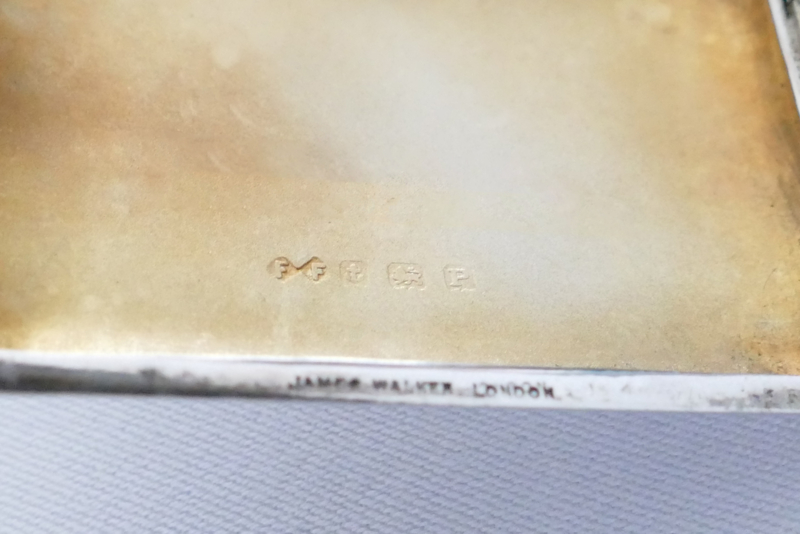 F F
JAMES WALKER. LONDON.